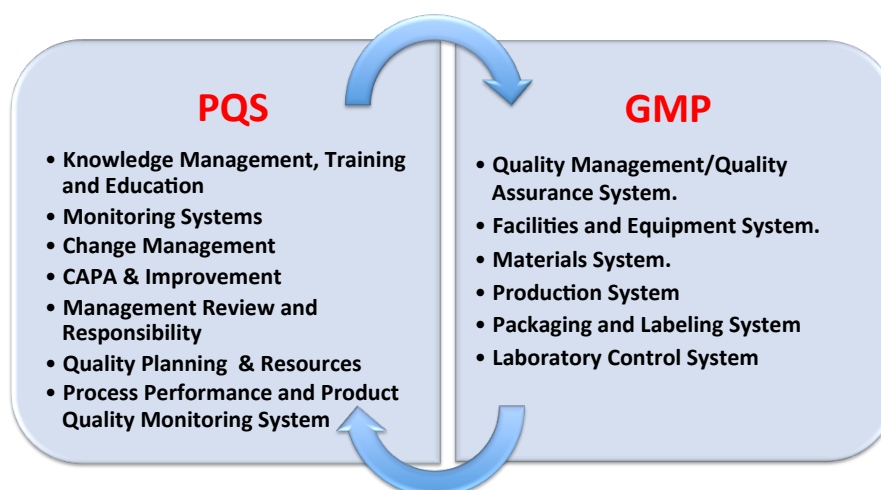 PQS
• Knowledge Management, Training
and Education
• Monitoring Systems
• Change Management
• CAPA & Improvement
• Management Review and
Responsibility
• Quality Planning & Resources
• Process Performance and Product
Quality Monitoring System
GMP
• Quality Management/Quality
Assurance System.
• Facilities and Equipment System.
• Materials System.
• Production System
• Packaging and Labeling System
• Laboratory Control System